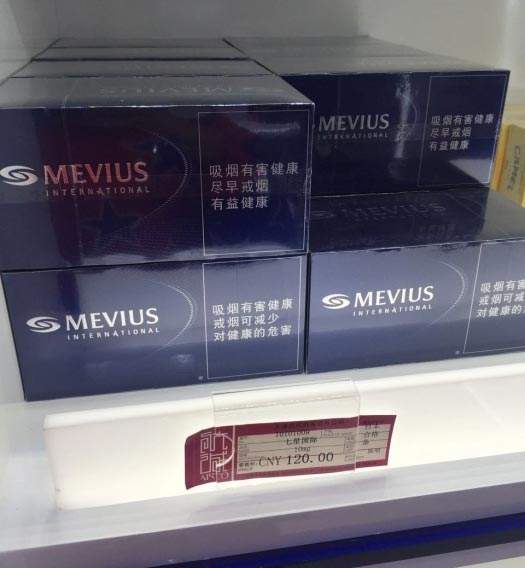 MEVIUS
MEVIUS
INTERNATIONAL
吸烟有害健康
尽早戒烟
有益健康
MEVIUS
INTERNATIONAL
吸烟有害健康
尽早戒烟
有益健康
MEVIUS
INTERNATIONAL
吸烟有害健康
戒烟可减少
对健康的危害
MEVIUS
INTERNATIONAL
吸烟有害
戒烟可减
对健康的
CAMEL
七星国际
10mg
CNY 120.00